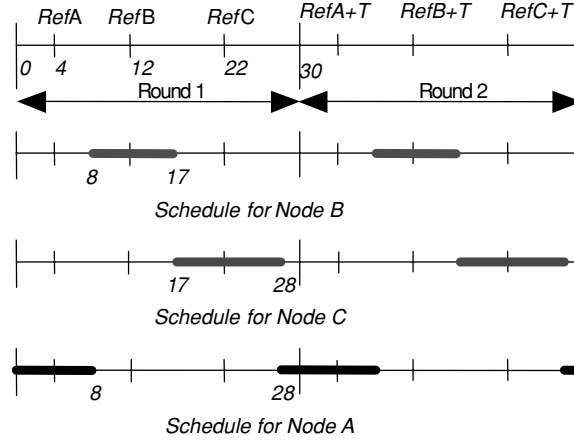 RefA RefB RefC RefA+T RefB+T RefC+T
0 4 12 22 30
Round 1 Round 2
8 17
Schedule for Node B
17 28
Schedule for Node C
8 28
Schedule for Node A